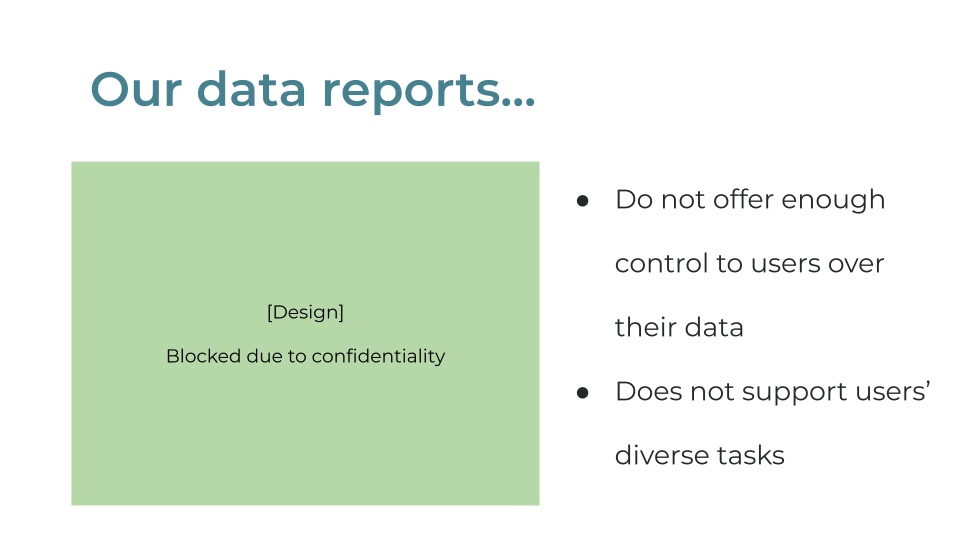 Our data reports...
[Design]
Blocked due to confidentiality
● Do not offer enough
control to users over
their data
● Does not support users’
diverse tasks